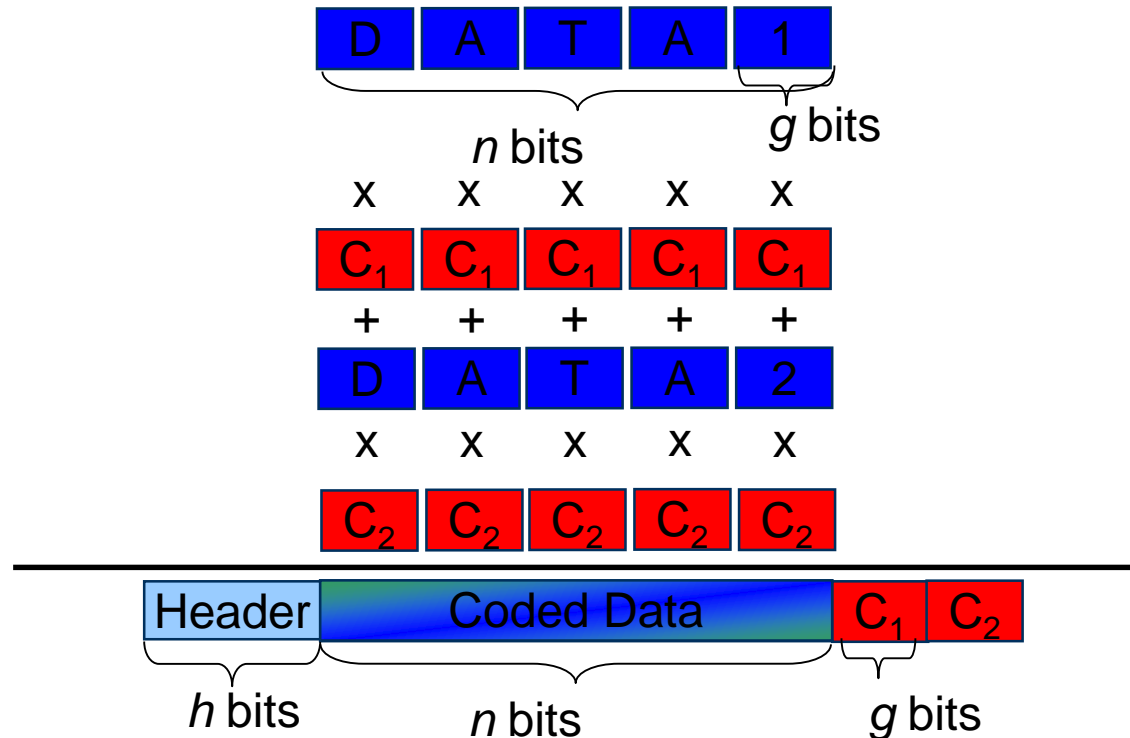 D A T A 1
g bits
n bits
x x x x x
C₁ C₁ C₁ C₁ C₁
+ + + + +
D A T A 2
x x x x x
C₂ C₂ C₂ C₂ C₂
Header Coded Data C₁ C₂
h bits n bits g bits